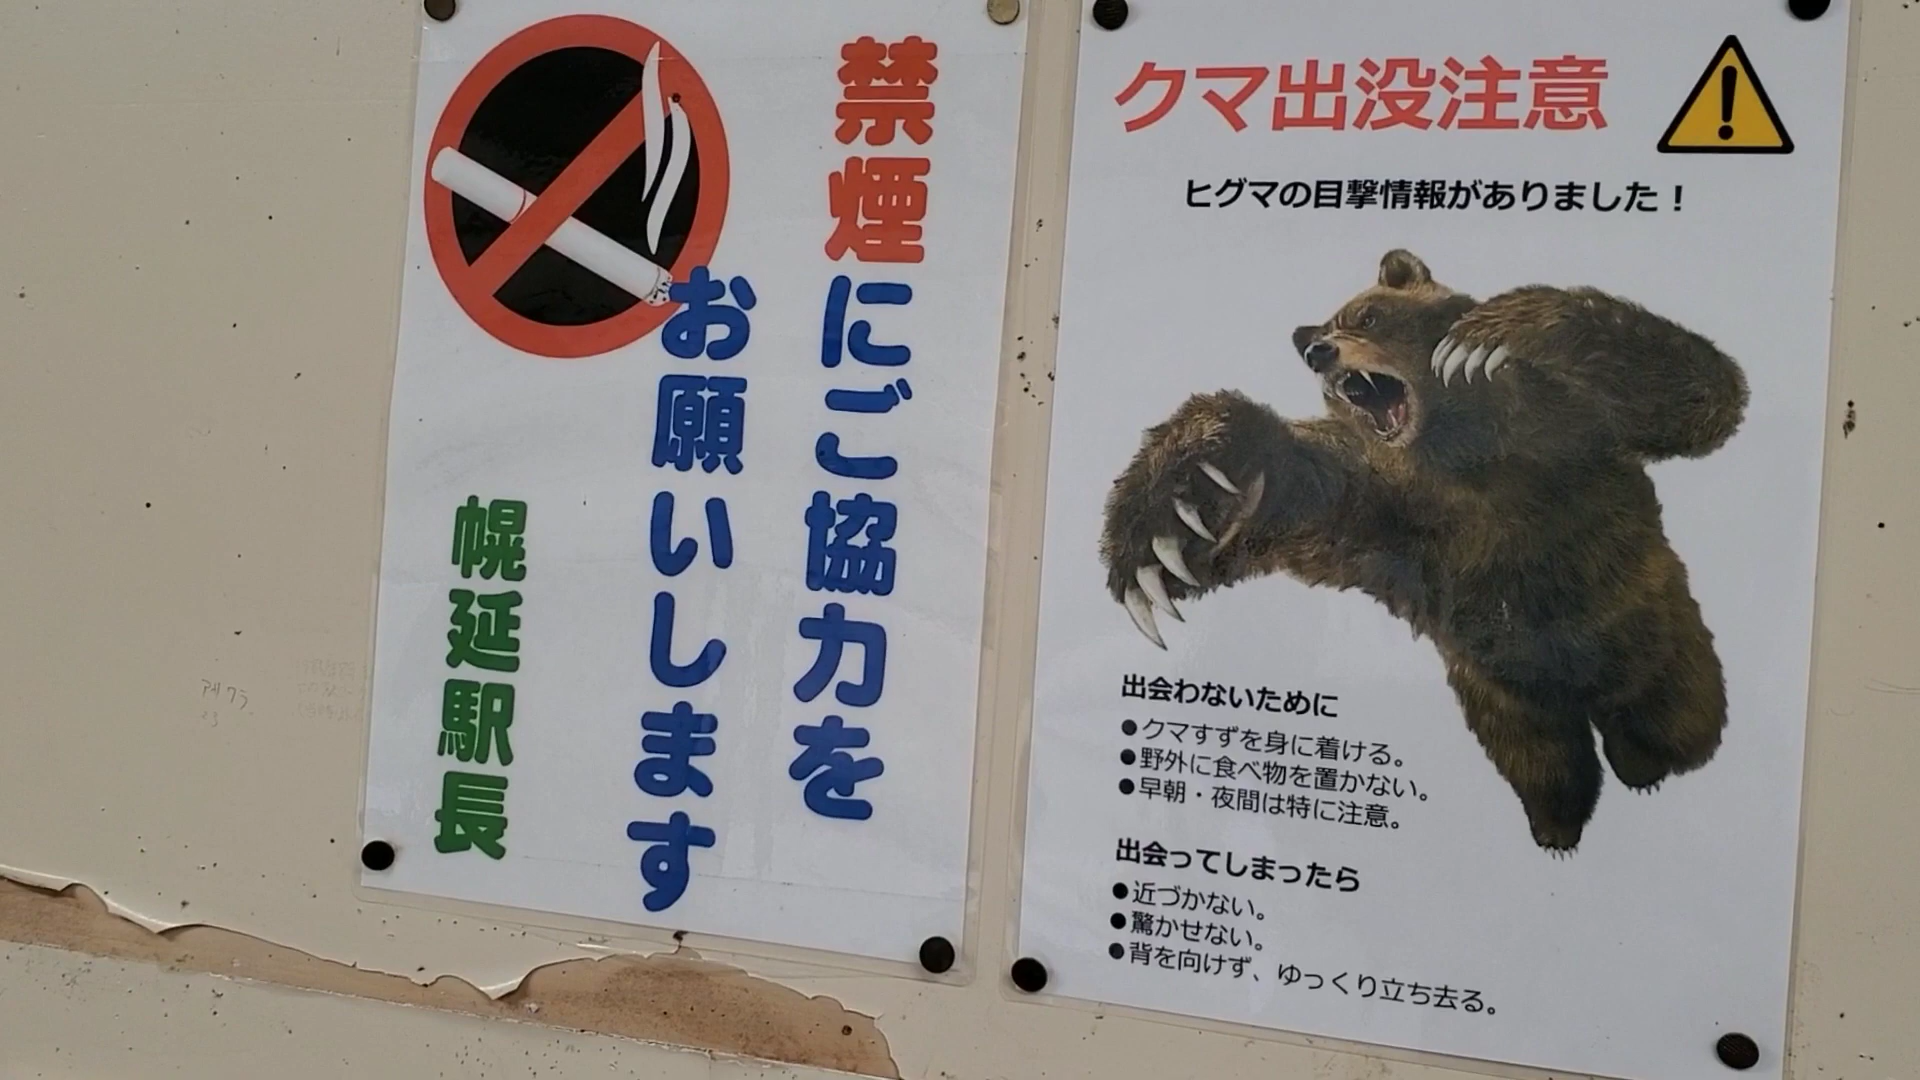 禁煙にご協力を
お願いします
幌延駅長
クマ出没注意
ヒグマの目撃情報がありました！
出会わないために
●クマすずを身に着ける。
●野外に食べ物を置かない。
●早朝・夜間は特に注意。
出会ってしまったら
●近づかない。
●驚かせない。
●背を向けず、ゆっくり立ち去る。